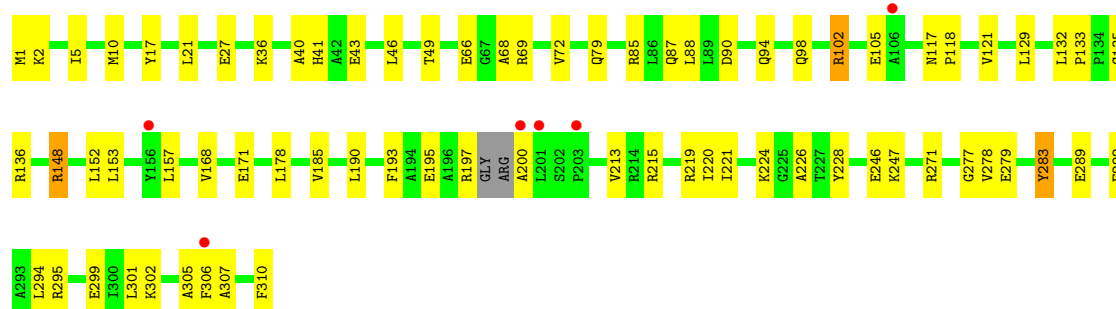 M1 K2 I5 M10 Y17 L21 E27 K36 A40 H41 A42 E43 L46 T49 E66 G67 A68 R69 V72 Q79 R85 L86 Q87 L88 L89 D90 Q94 Q98 R102 E105 A106 N117 P118 V121 L129 L132 P133 P134
R136 R148 L152 L153 Y156 L157 V168 E171 L178 V185 L190 F193 A194 E195 A196 R197 GLY ARG A200 L201 S202 P203 V213 R214 R215 R219 I220 I221 K224 G225 A226 T227 Y228 E246 K247 R271 G277 V278 E279 Y283 E289
A293 L294 R295 E299 I300 L301 K302 A305 F306 A307 F310